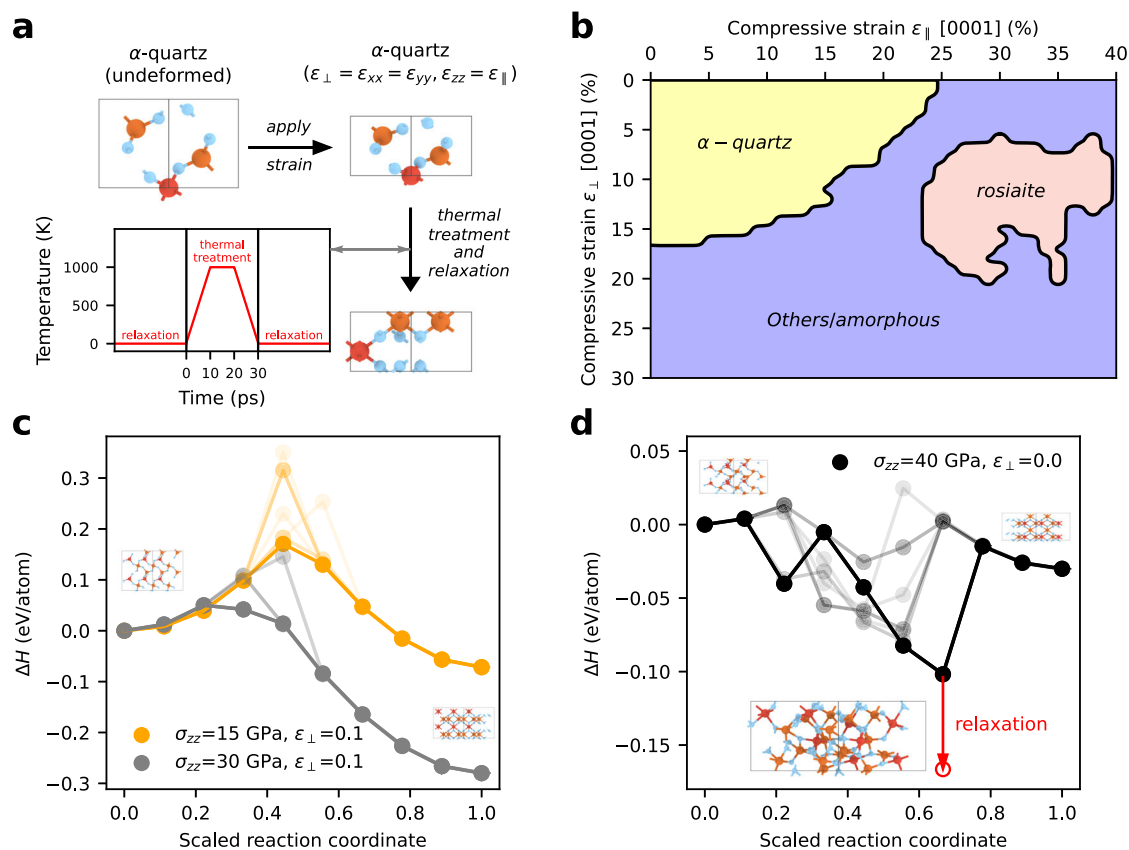 a
α-quartz
(undeformed)
α-quartz
(ε⊥ = εxx = εyy, εzz = ε∥)
apply
strain
thermal
treatment
and
relaxation
Temperature (K)
1000
500
0
thermal
treatment
relaxation
relaxation
0
10
20
30
Time (ps)
b
Compressive strain ε∥ [0001] (%)
0 5 10 15 20 25 30 35 40
Compressive strain ε⊥ [0001] (%)
0
5
10
15
20
25
30
α − quartz
rosiaite
Others/amorphous
c
ΔH (eV/atom)
0.3
0.2
0.1
0.0
−0.1
−0.2
−0.3
σzz=15 GPa, ε⊥=0.1
σzz=30 GPa, ε⊥=0.1
0.0 0.2 0.4 0.6 0.8 1.0
Scaled reaction coordinate
d
ΔH (eV/atom)
0.05
0.00
−0.05
−0.10
−0.15
σzz=40 GPa, ε⊥=0.0
relaxation
0.0 0.2 0.4 0.6 0.8 1.0
Scaled reaction coordinate